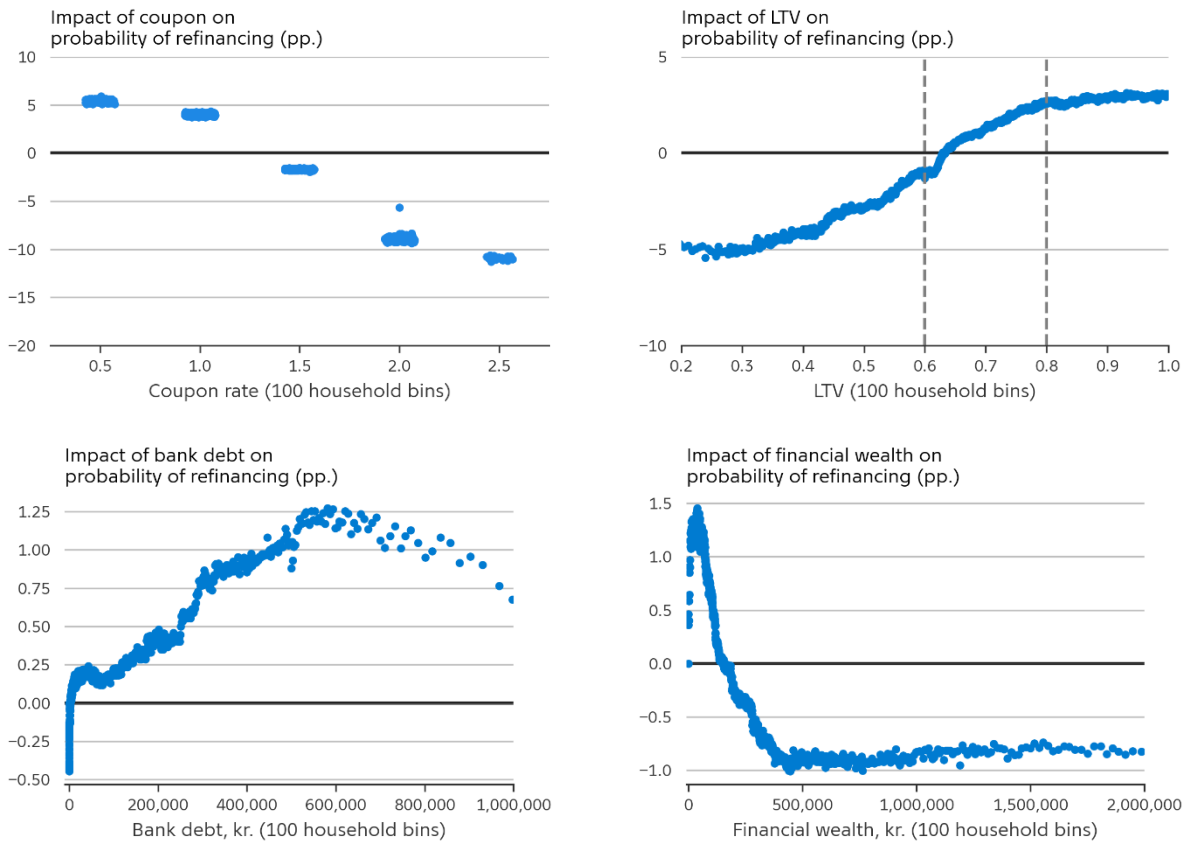 Impact of coupon on
probability of refinancing (pp.)
10
5
0
−5
−10
−15
−20
0.5 1.0 1.5 2.0 2.5
Coupon rate (100 household bins)
Impact of LTV on
probability of refinancing (pp.)
5
0
−5
−10
0.2 0.3 0.4 0.5 0.6 0.7 0.8 0.9 1.0
LTV (100 household bins)
Impact of bank debt on
probability of refinancing (pp.)
1.25
1.00
0.75
0.50
0.25
0.00
−0.25
−0.50
0 200,000 400,000 600,000 800,000 1,000,000
Bank debt, kr. (100 household bins)
Impact of financial wealth on
probability of refinancing (pp.)
1.5
1.0
0.5
0.0
−0.5
−1.0
0 500,000 1,000,000 1,500,000 2,000,000
Financial wealth, kr. (100 household bins)